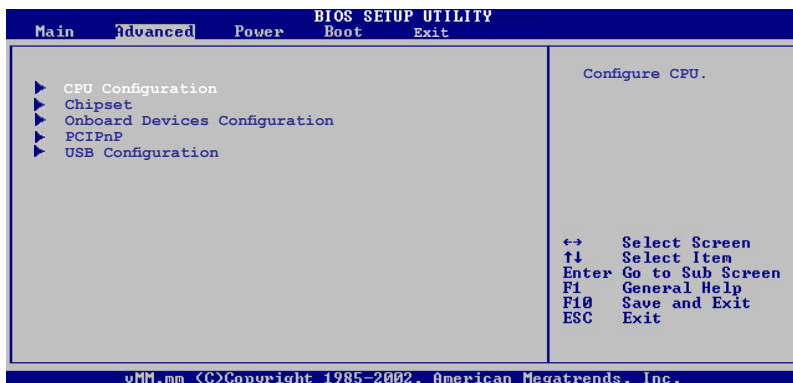 BIOS SETUP UTILITY
Main Advanced Power Boot Exit
CPU Configuration
Chipset
Onboard Devices Configuration
PCIPnP
USB Configuration
Configure CPU.
←→ Select Screen
↑↓ Select Item
Enter Go to Sub Screen
F1 General Help
F10 Save and Exit
ESC Exit
vMM.mm (C)Copyright 1985-2002, American Megatrends, Inc.